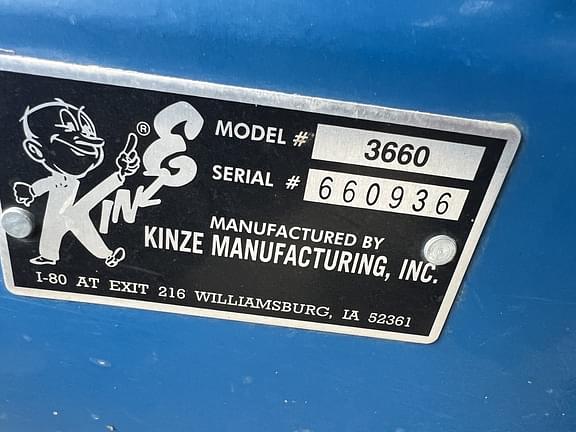 KINZE ®
MODEL # 3660
SERIAL # 660936
MANUFACTURED BY
KINZE MANUFACTURING, INC.
I-80 AT EXIT 216 WILLIAMSBURG, IA 52361